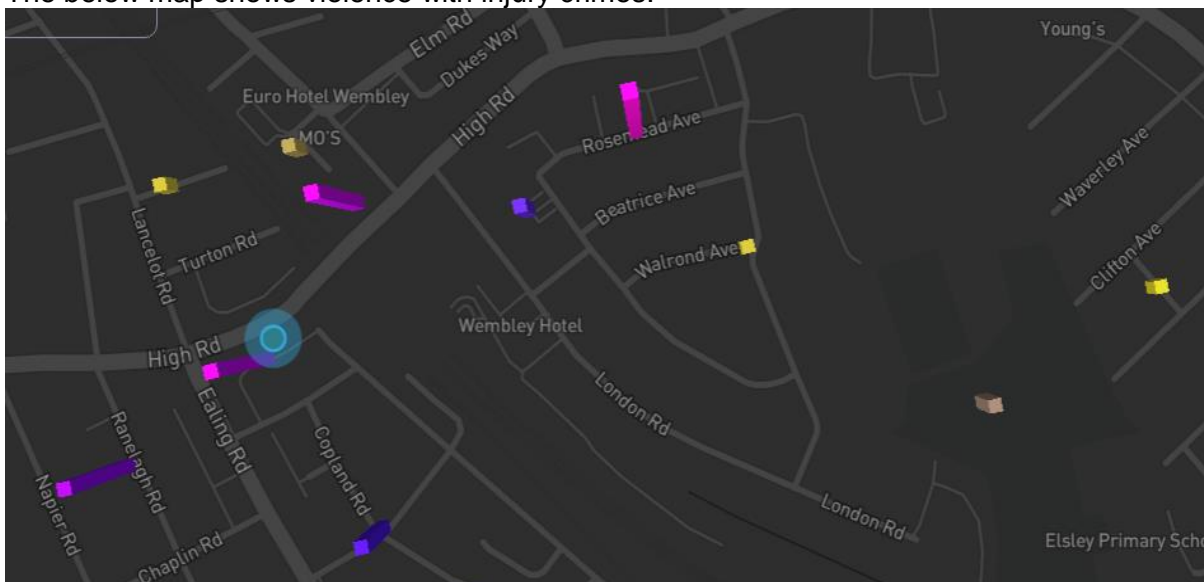 The below map shows violence with injury crimes.
Elm Rd
Young's
Dukes Way
Euro Hotel Wembley
High Rd
MO'S
Rosemead Ave
Waverley Ave
Beatrice Ave
Lancelot Rd
Turton Rd
Walrond Ave
Clifton Ave
Wembley Hotel
High Rd
Ealing Rd
London Rd
Ranelagh Rd
Copland Rd
Napier Rd
London Rd
Chaplin Rd
Elsley Primary Scho